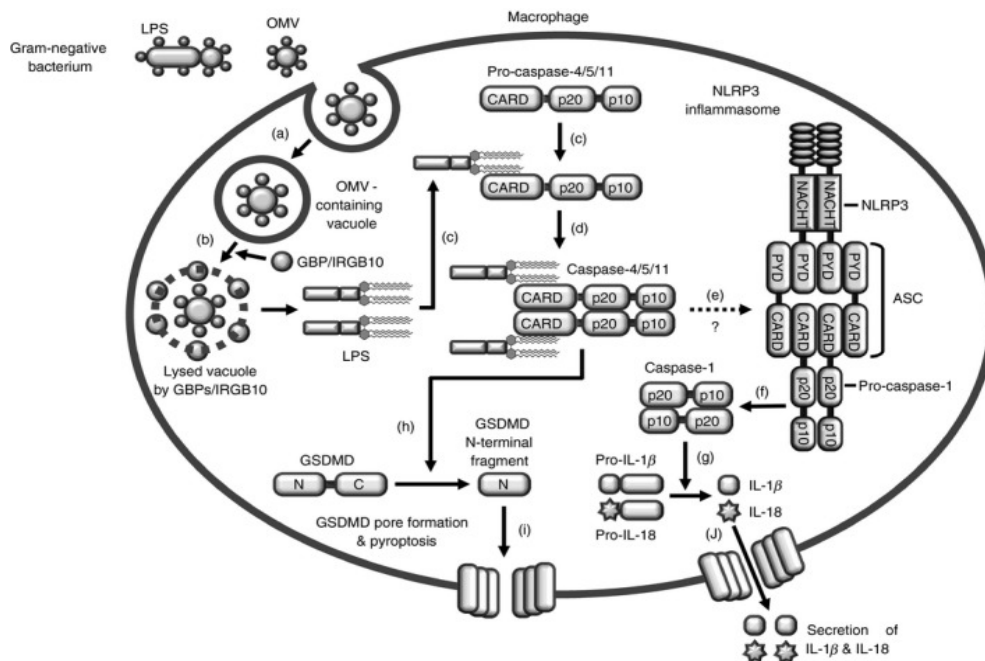 Macrophage
LPS
OMV
Gram-negative
bacterium
(a)
OMV -
containing
vacuole
(b)
GBP/IRGB10
Lysed vacuole
by GBPs/IRGB10
LPS
(c)
Pro-caspase-4/5/11
CARD p20 p10
(c)
CARD p20 p10
(d)
Caspase-4/5/11
CARD p20 p10
CARD p20 p10
(e)
?
NLRP3
inflammasome
NACHT NACHT
NLRP3
PYD PYD PYD PYD
ASC
CARD CARD CARD CARD
p20 p20
Pro-caspase-1
p10 p10
(f)
Caspase-1
p20 p10
p10 p20
(g)
Pro-IL-1β
Pro-IL-18
IL-1β
IL-18
(J)
Secretion of
IL-1β & IL-18
(h)
GSDMD
N C
GSDMD
N-terminal
fragment
N
GSDMD pore formation
& pyroptosis
(i)